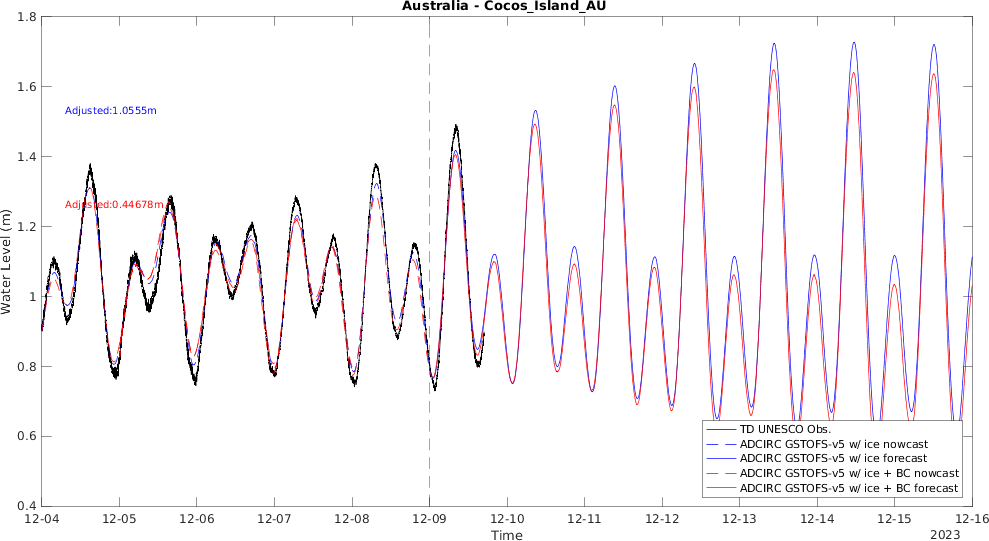 Australia - Cocos_Island_AU
1.8
1.6
1.4
1.2
1
0.8
0.6
0.4
Water Level (m)
Adjusted:1.0555m
Adjusted:0.44678m
TD UNESCO Obs.
ADCIRC GSTOFS-v5 w/ ice nowcast
ADCIRC GSTOFS-v5 w/ ice forecast
ADCIRC GSTOFS-v5 w/ ice + BC nowcast
ADCIRC GSTOFS-v5 w/ ice + BC forecast
12-04 12-05 12-06 12-07 12-08 12-09 12-10 12-11 12-12 12-13 12-14 12-15 12-16
Time
2023